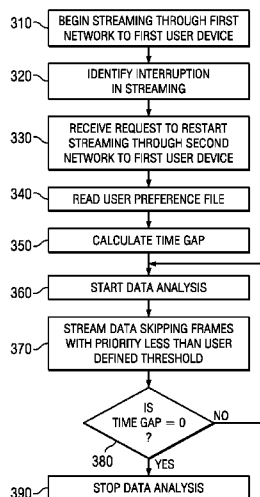 310
BEGIN STREAMING THROUGH FIRST
NETWORK TO FIRST USER DEVICE
320
IDENTIFY INTERRUPTION
IN STREAMING
330
RECEIVE REQUEST TO RESTART
STREAMING THROUGH SECOND
NETWORK TO FIRST USER DEVICE
340
READ USER PREFERENCE FILE
350
CALCULATE TIME GAP
360
START DATA ANALYSIS
370
STREAM DATA SKIPPING FRAMES
WITH PRIORITY LESS THAN USER
DEFINED THRESHOLD
IS
TIME GAP = 0
?
NO
380
YES
390
STOP DATA ANALYSIS